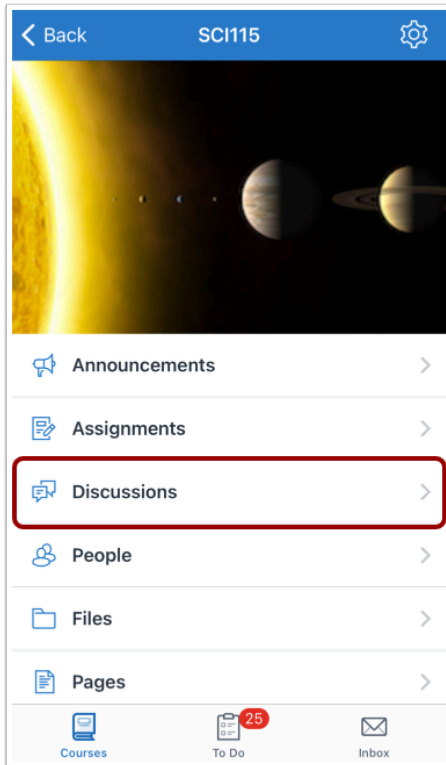 Back SCI115
Announcements
Assignments
Discussions
People
Files
Pages
25
Courses To Do Inbox